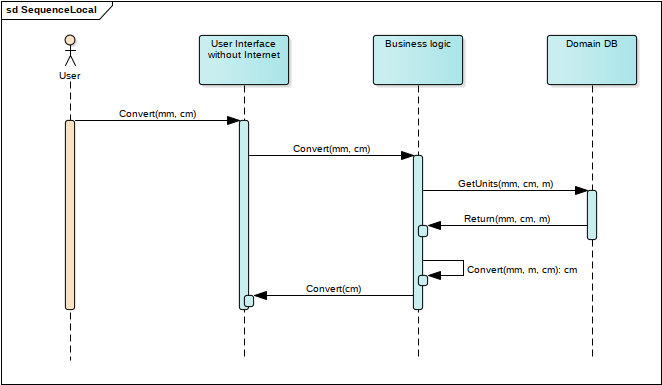 sd SequenceLocal
User Interface
without Internet
Business logic
Domain DB
User
Convert(mm, cm)
Convert(mm, cm)
GetUnits(mm, cm, m)
Return(mm, cm, m)
Convert(mm, m, cm): cm
Convert(cm)